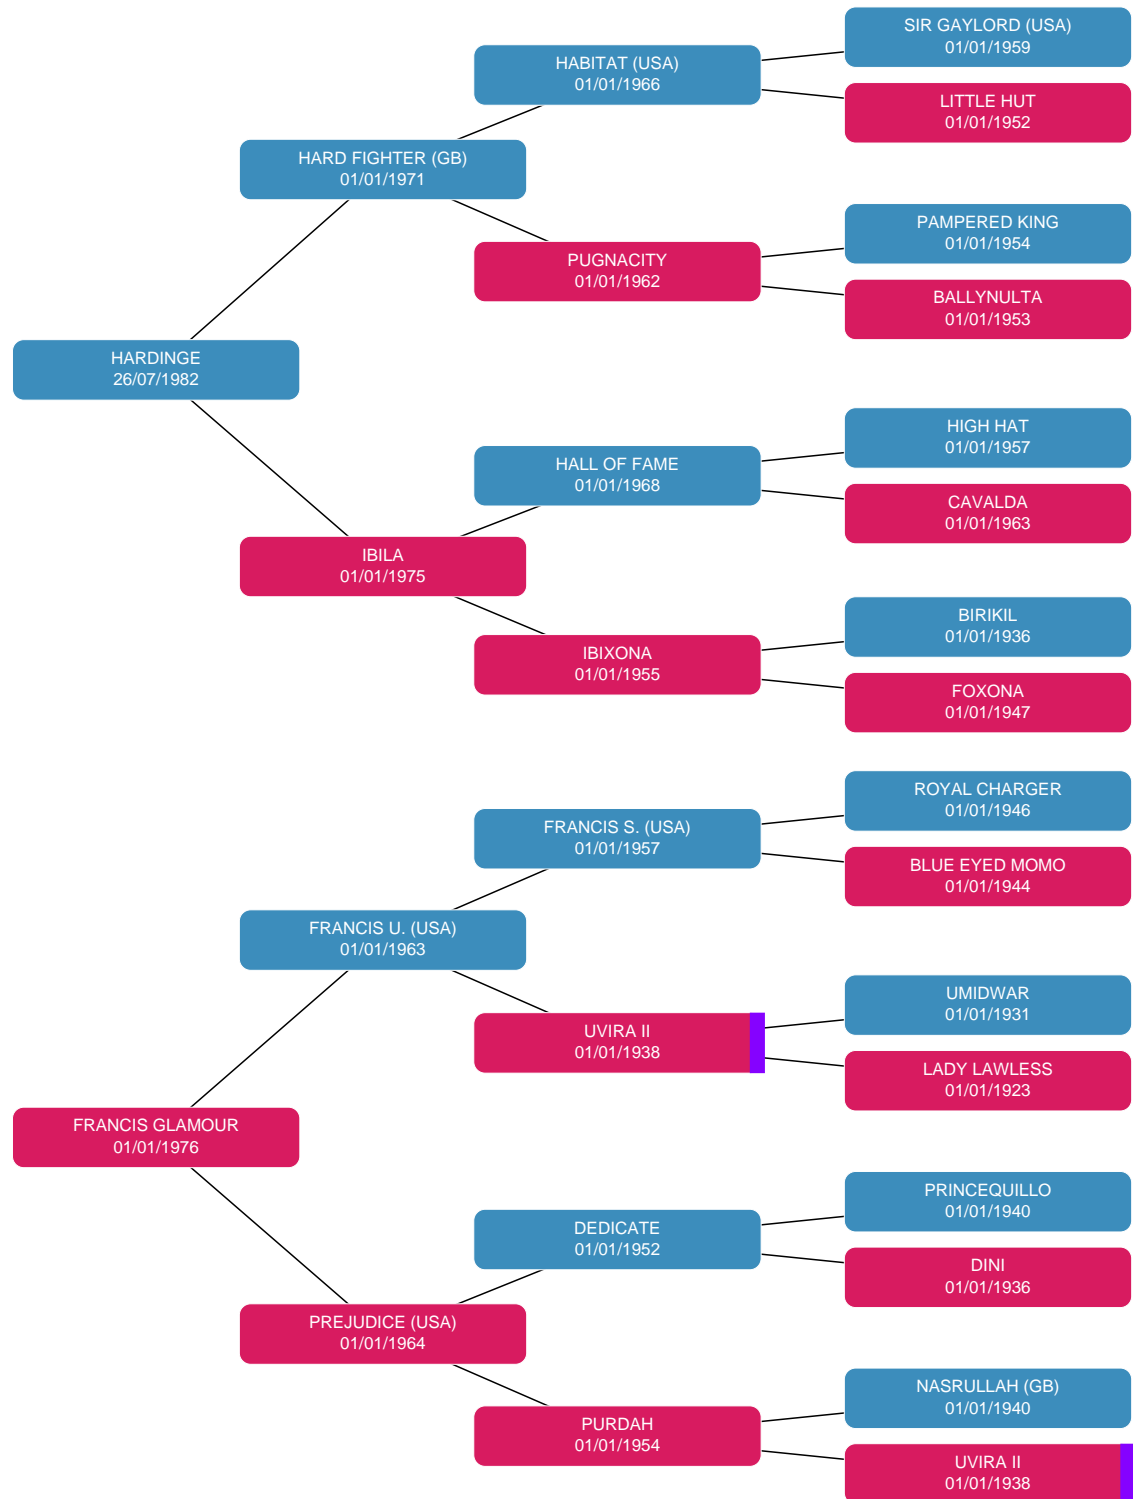 SIR GAYLORD (USA)
01/01/1959
HABITAT (USA)
01/01/1966
LITTLE HUT
01/01/1952
HARD FIGHTER (GB)
01/01/1971
PAMPERED KING
01/01/1954
PUGNACITY
01/01/1962
BALLYNULTA
01/01/1953
HARDINGE
26/07/1982
HIGH HAT
01/01/1957
HALL OF FAME
01/01/1968
CAVALDA
01/01/1963
IBILA
01/01/1975
BIRIKIL
01/01/1936
IBIXONA
01/01/1955
FOXONA
01/01/1947
ROYAL CHARGER
01/01/1946
FRANCIS S. (USA)
01/01/1957
BLUE EYED MOMO
01/01/1944
FRANCIS U. (USA)
01/01/1963
UMIDWAR
01/01/1931
UVIRA II
01/01/1938
LADY LAWLESS
01/01/1923
FRANCIS GLAMOUR
01/01/1976
PRINCEQUILLO
01/01/1940
DEDICATE
01/01/1952
DINI
01/01/1936
PREJUDICE (USA)
01/01/1964
NASRULLAH (GB)
01/01/1940
PURDAH
01/01/1954
UVIRA II
01/01/1938